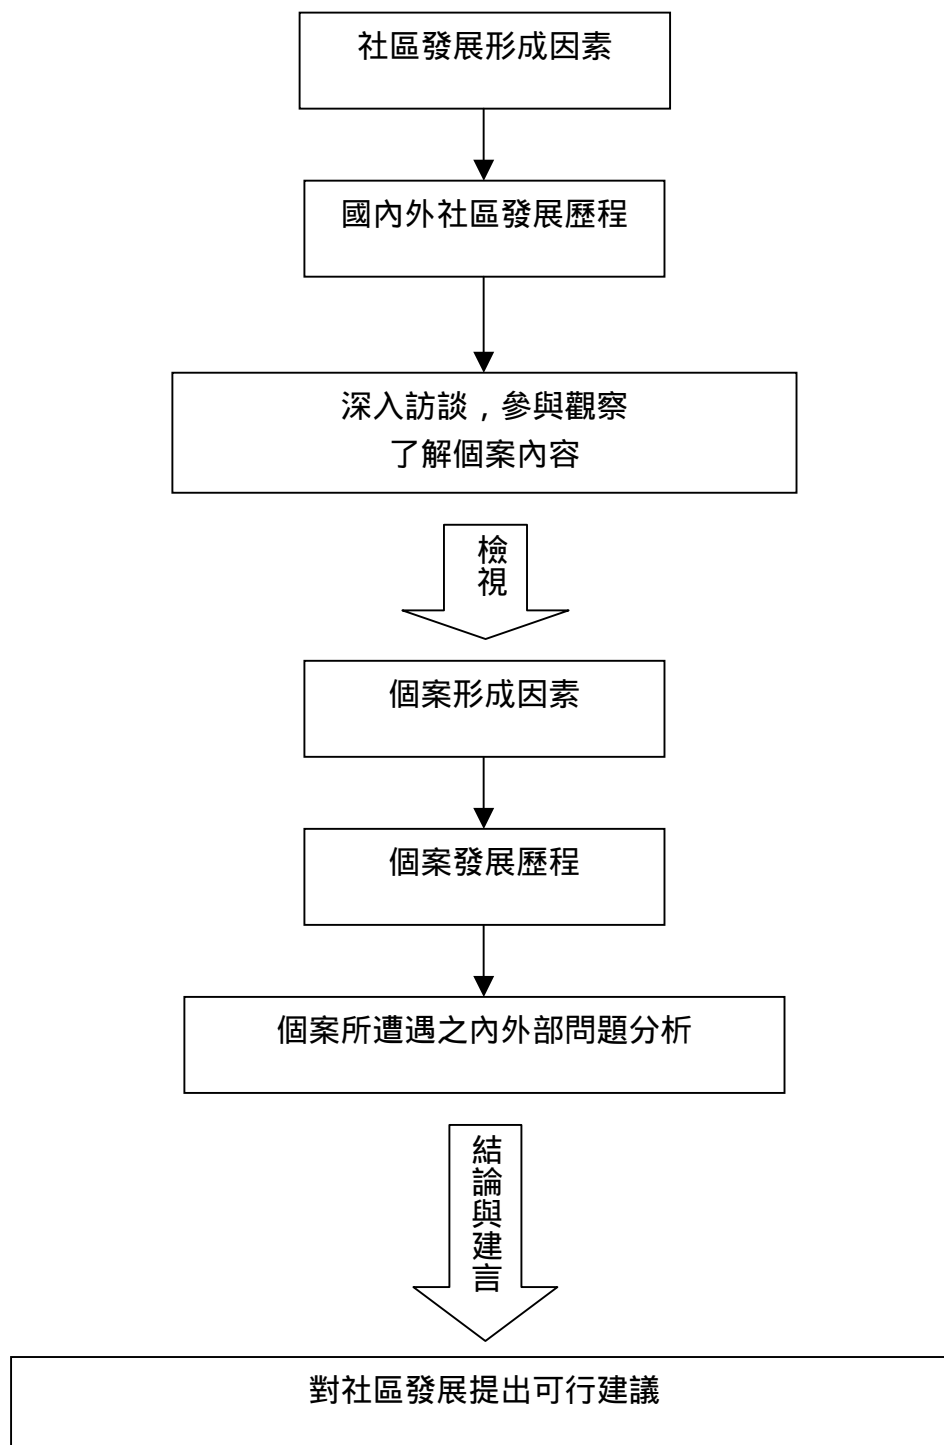 社區發展形成因素
國內外社區發展歷程
深入訪談，參與觀察
了解個案內容
檢視
個案形成因素
個案發展歷程
個案所遭遇之內外部問題分析
結論與建言
對社區發展提出可行建議